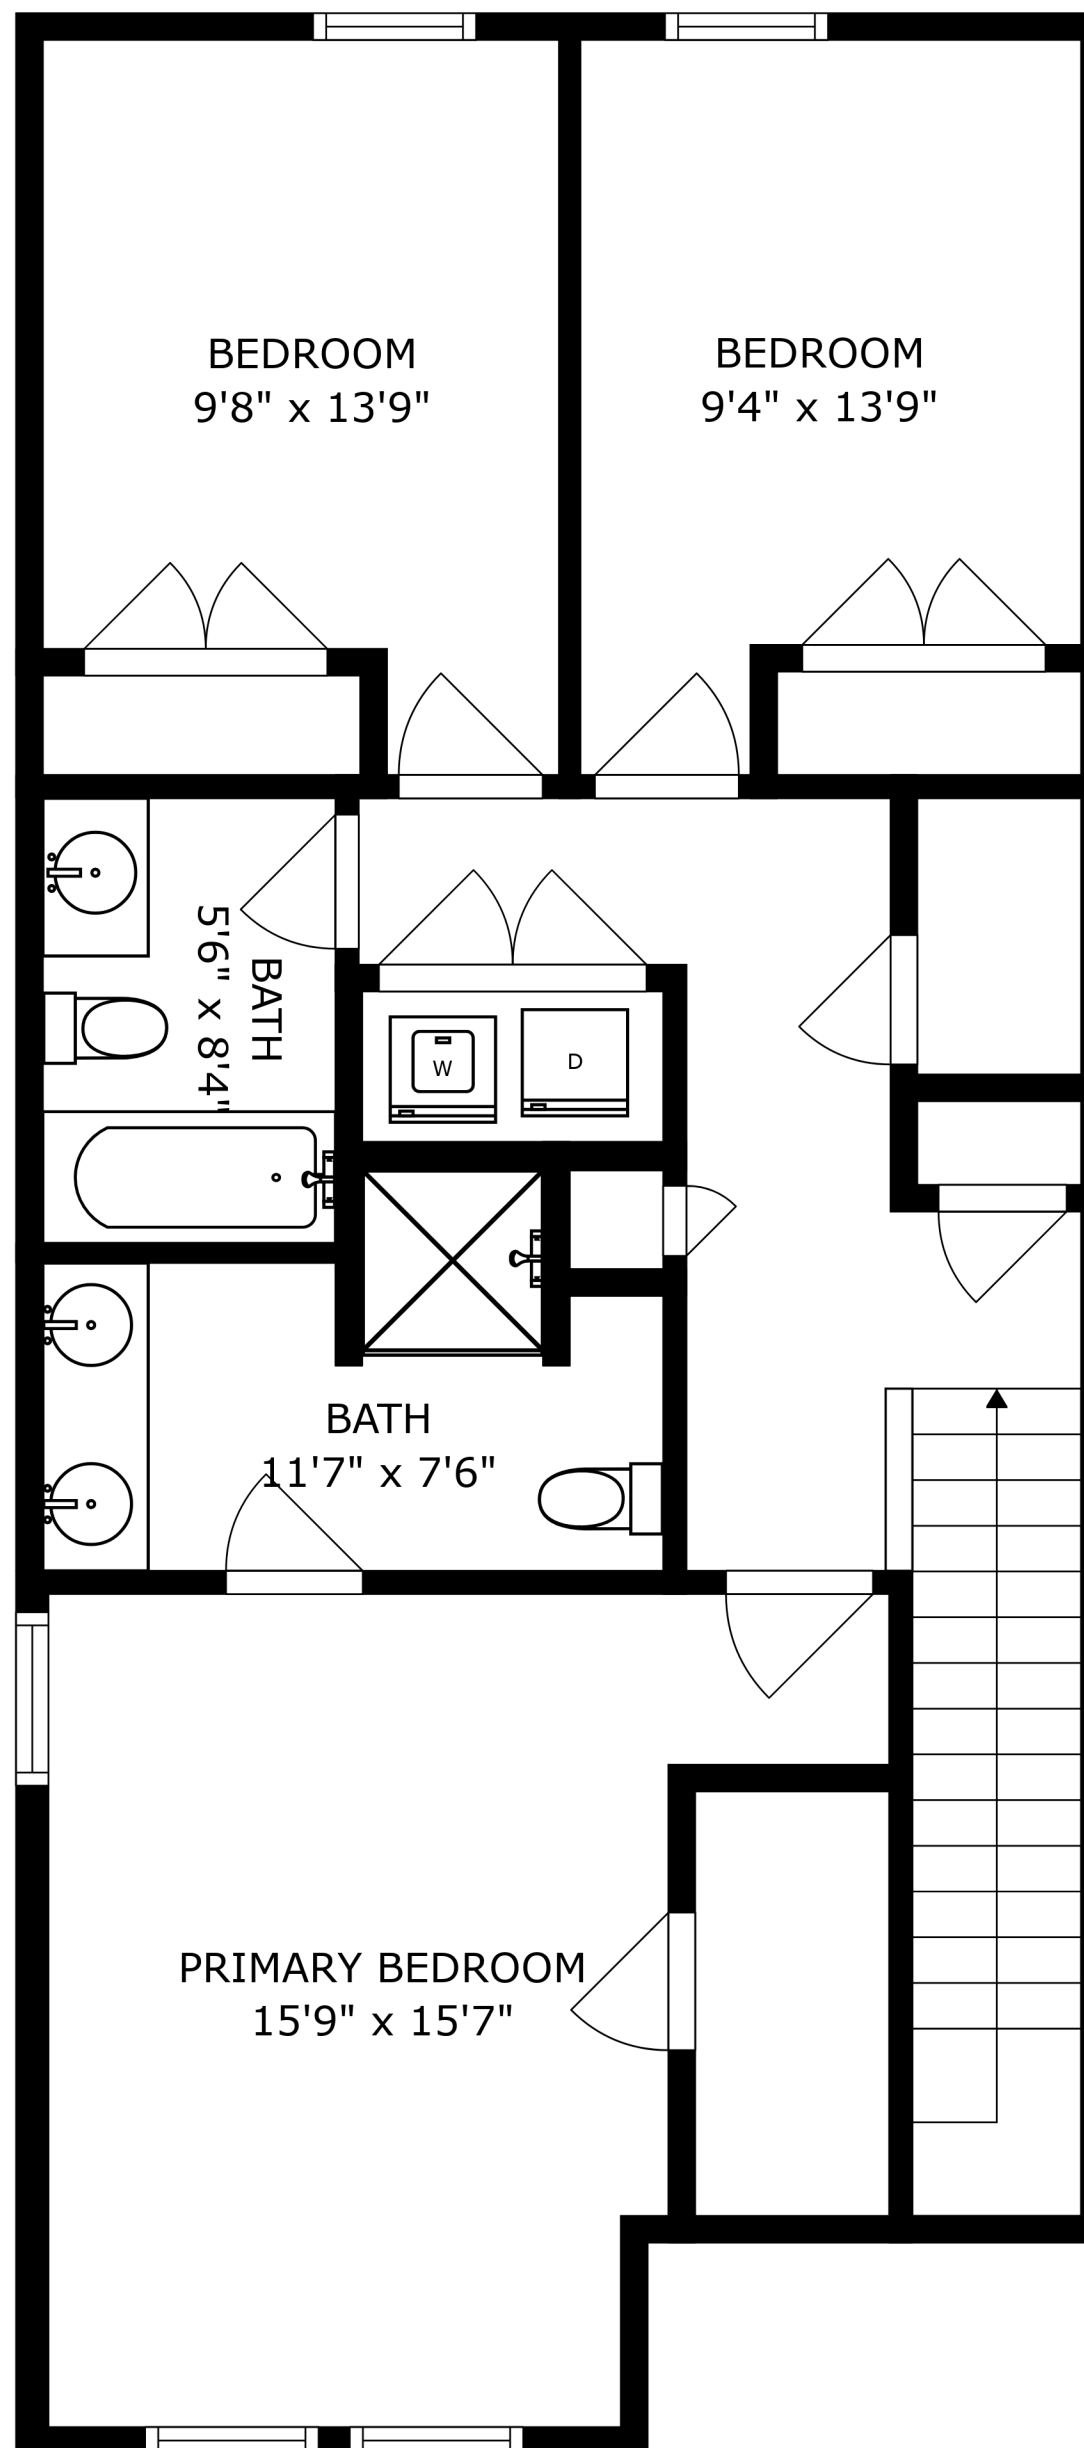 BEDROOM
9'8" x 13'9"
BEDROOM
9'4" x 13'9"
BATH
5'6" x 8'4"
W
D
BATH
11'7" x 7'6"
PRIMARY BEDROOM
15'9" x 15'7"